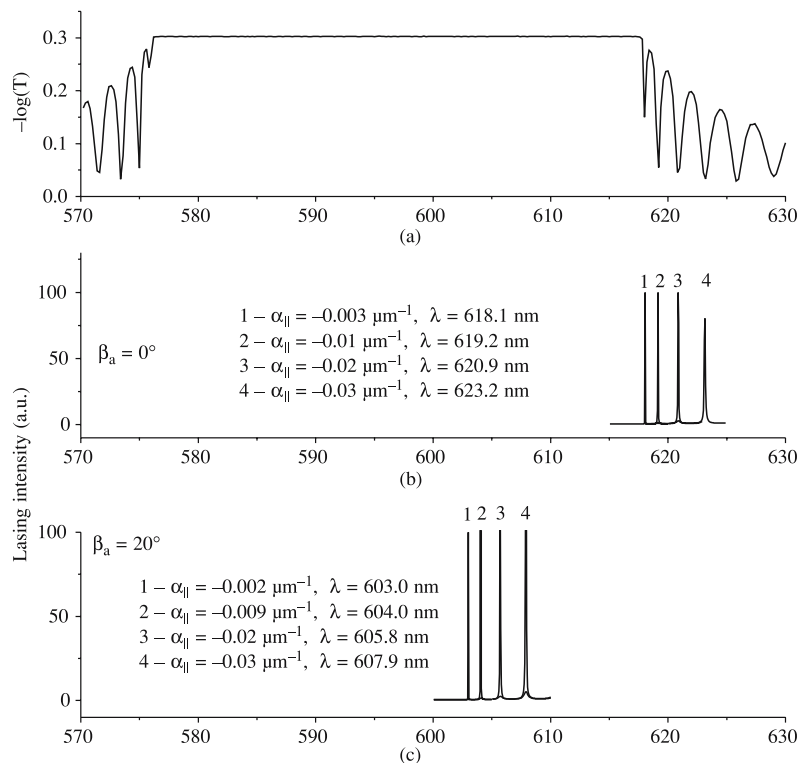 –log(T)
0.3
0.2
0.1
0.0
570 580 590 600 610 620 630
(a)
Lasing intensity (a.u.)
100
50
0
1 2 3 4
β_a = 0°
1 – α_|| = –0.003 µm⁻¹, λ = 618.1 nm
2 – α_|| = –0.01 µm⁻¹, λ = 619.2 nm
3 – α_|| = –0.02 µm⁻¹, λ = 620.9 nm
4 – α_|| = –0.03 µm⁻¹, λ = 623.2 nm
570 580 590 600 610 620 630
(b)
1 2 3 4
100
50
0
β_a = 20°
1 – α_|| = –0.002 µm⁻¹, λ = 603.0 nm
2 – α_|| = –0.009 µm⁻¹, λ = 604.0 nm
3 – α_|| = –0.02 µm⁻¹, λ = 605.8 nm
4 – α_|| = –0.03 µm⁻¹, λ = 607.9 nm
570 580 590 600 610 620 630
(c)